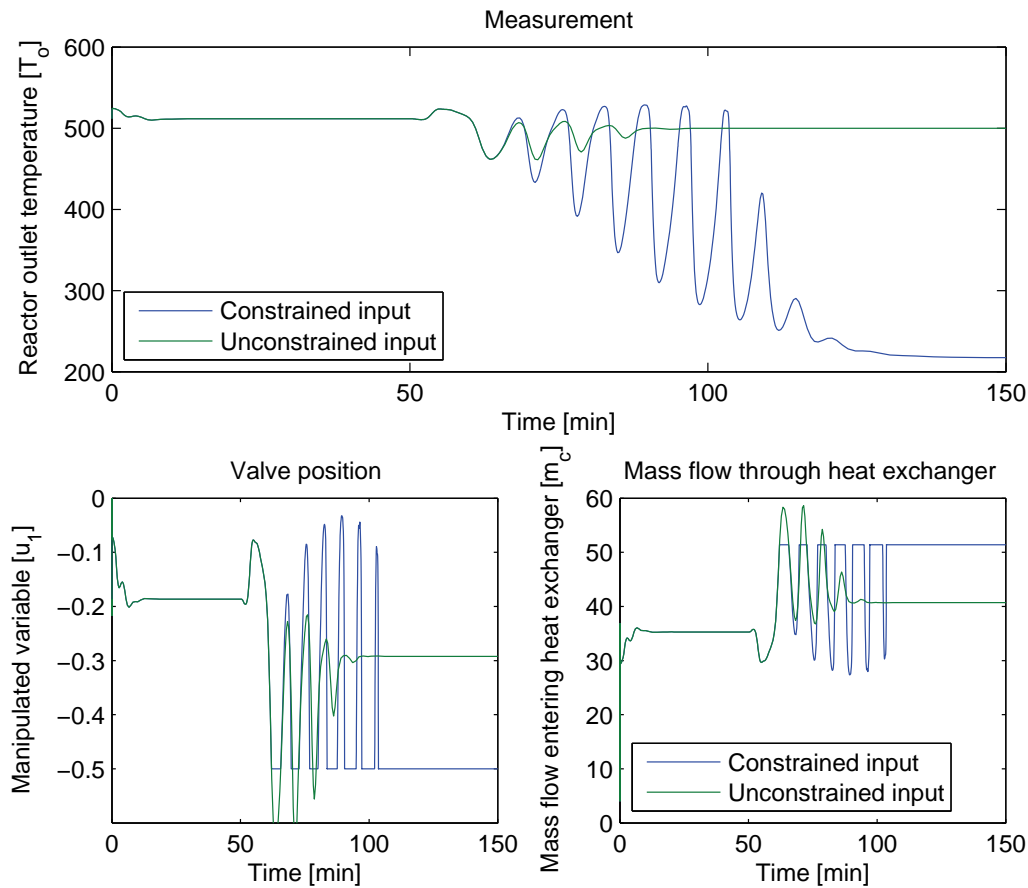 Measurement
Reactor outlet temperature [T_o]
600
500
400
300
200
Constrained input
Unconstrained input
0
50
100
150
Time [min]
Valve position
Manipulated variable [u_1]
0
−0.1
−0.2
−0.3
−0.4
−0.5
0
50
100
150
Time [min]
Mass flow through heat exchanger
Mass flow entering heat exchanger [m_c]
60
50
40
30
20
10
0
Constrained input
Unconstrained input
0
50
100
150
Time [min]